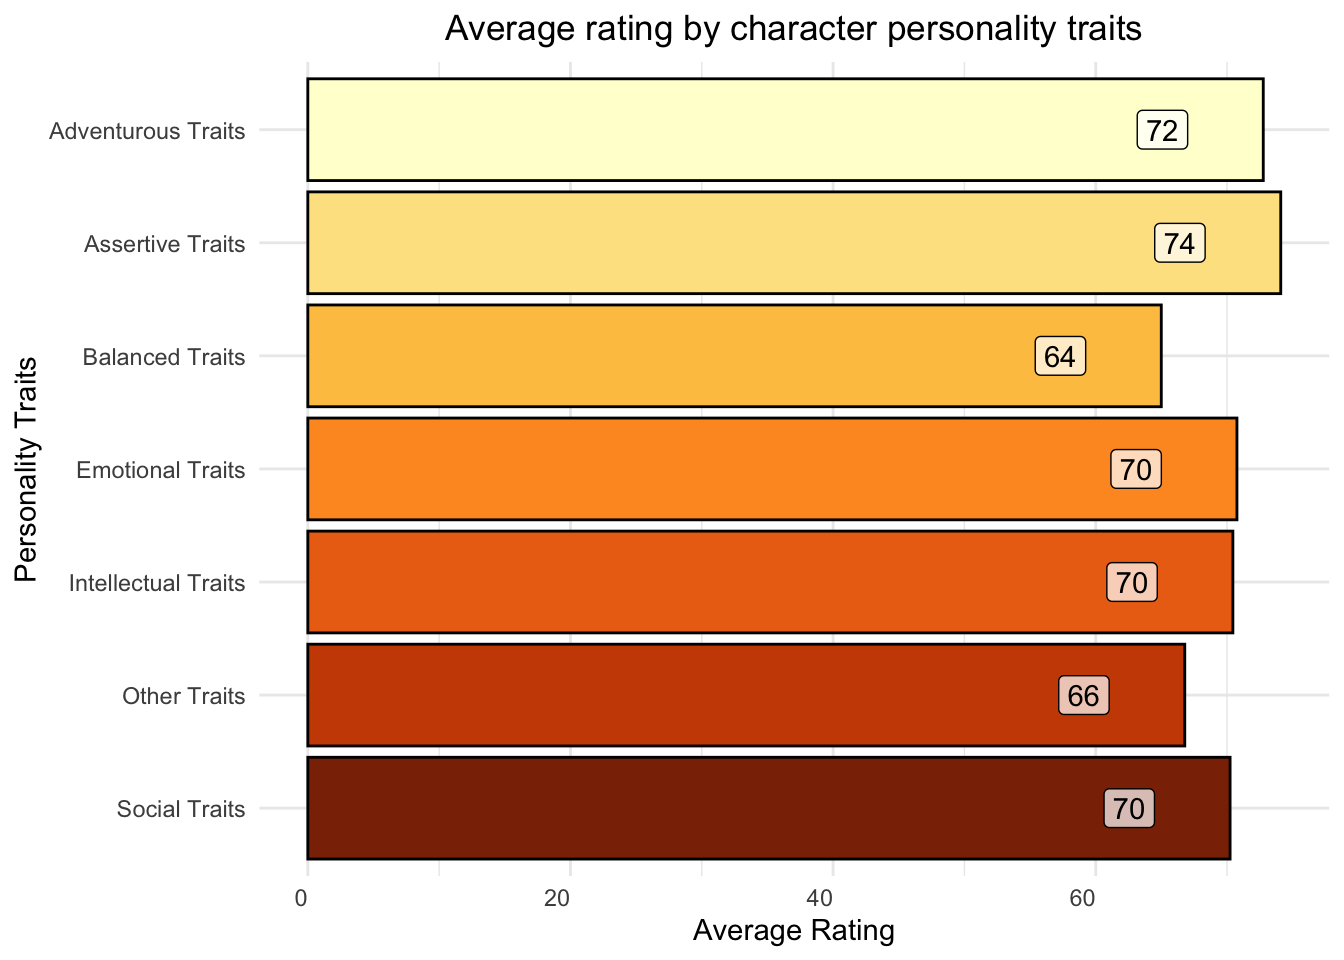 Average rating by character personality traits
Personality Traits
Adventurous Traits 72
Assertive Traits 74
Balanced Traits 64
Emotional Traits 70
Intellectual Traits 70
Other Traits 66
Social Traits 70
0 20 40 60
Average Rating